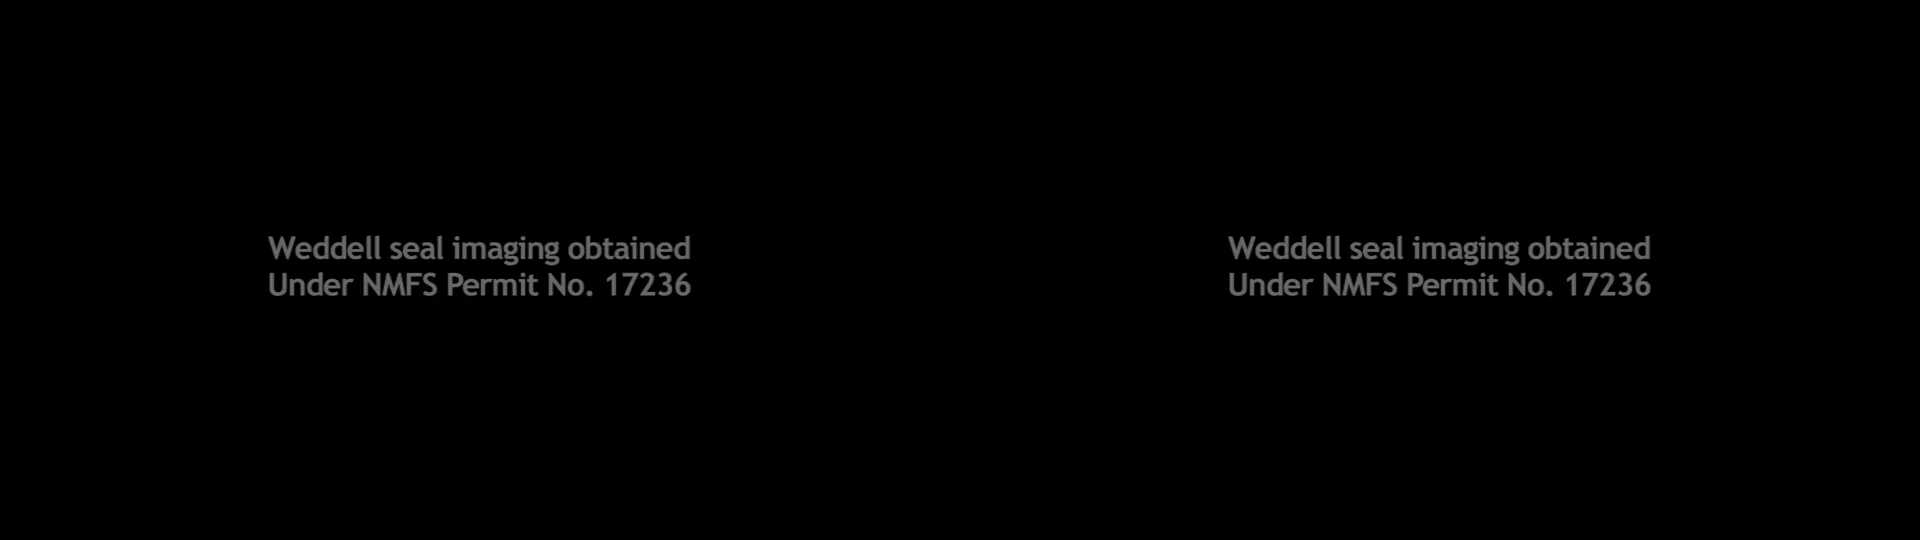 Weddell seal imaging obtained
Under NMFS Permit No. 17236
Weddell seal imaging obtained
Under NMFS Permit No. 17236